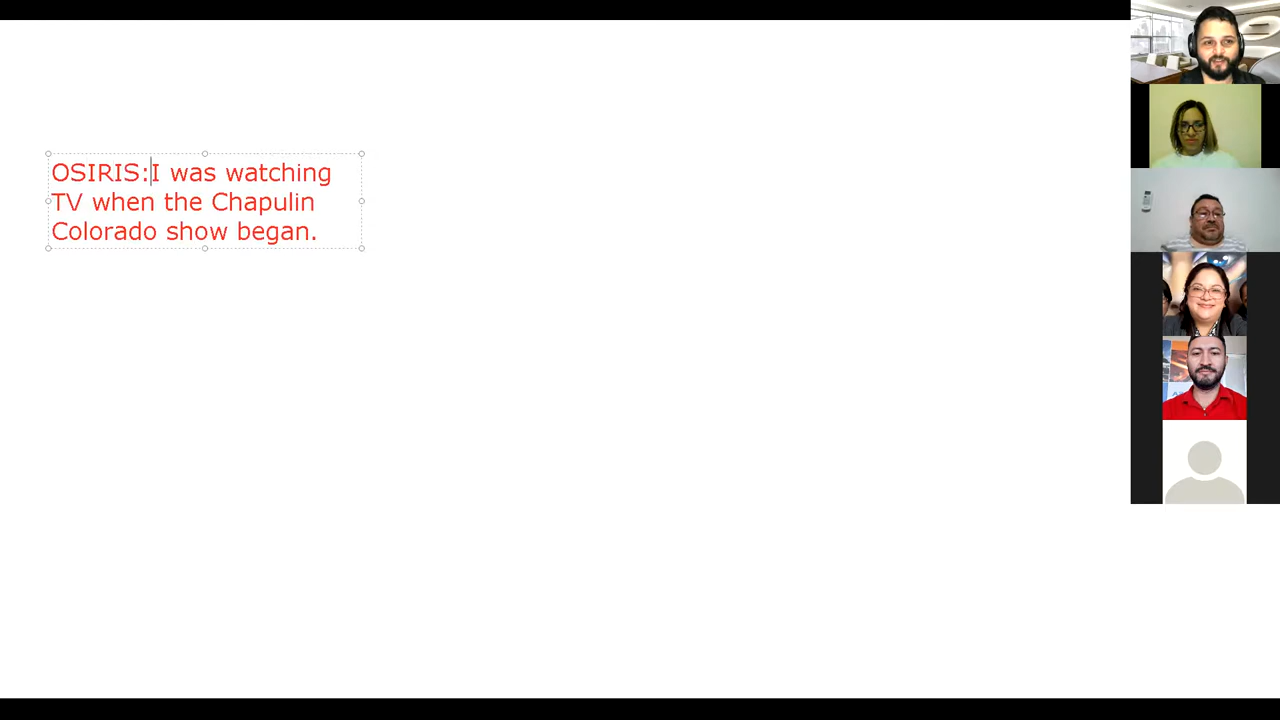 OSIRIS:I was watching
TV when the Chapulin
Colorado show began.